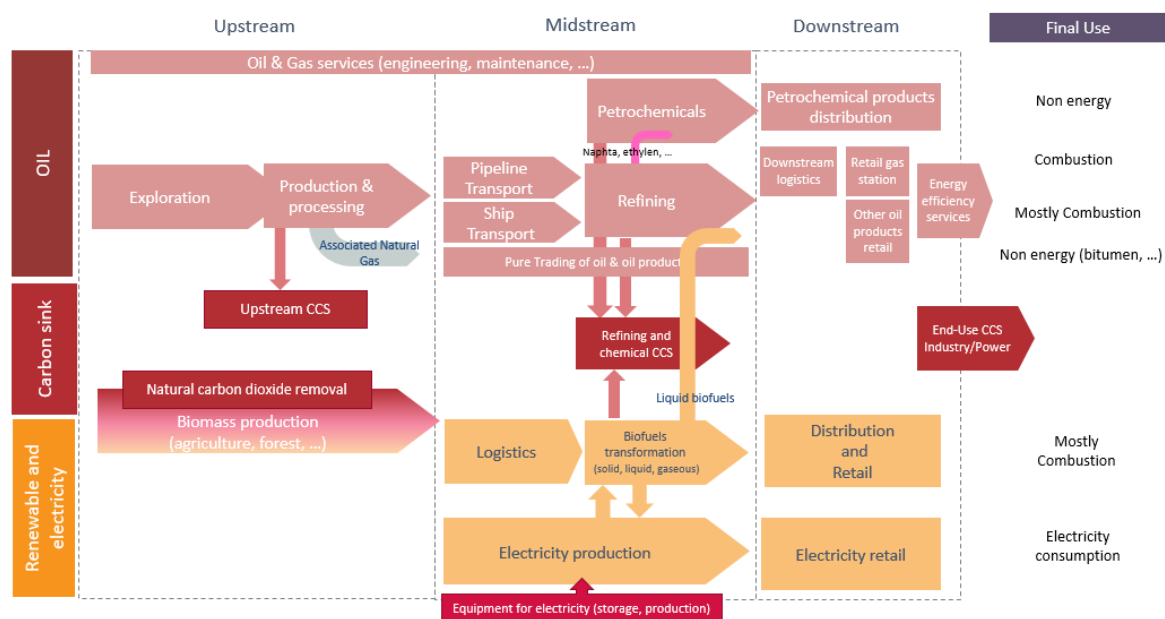 Upstream
Midstream
Downstream
Final Use
OIL
Oil & Gas services (engineering, maintenance, …)
Petrochemicals
Petrochemical products
distribution
Non energy
Naphta, ethylen, …
Exploration
Production &
processing
Pipeline
Transport
Ship
Transport
Refining
Downstream
logistics
Retail gas
station
Other oil
products
retail
Energy
efficiency
services
Combustion
Mostly Combustion
Non energy (bitumen, …)
Associated Natural
Gas
Pure Trading of oil & oil product
Carbon sink
Upstream CCS
Refining and
chemical CCS
End-Use CCS
Industry/Power
Natural carbon dioxide removal
Biomass production
(agriculture, forest, …)
Liquid biofuels
Renewable and
electricity
Logistics
Biofuels
transformation
(solid, liquid, gaseous)
Distribution
and
Retail
Mostly
Combustion
Electricity production
Electricity retail
Electricity
consumption
Equipment for electricity (storage, production)